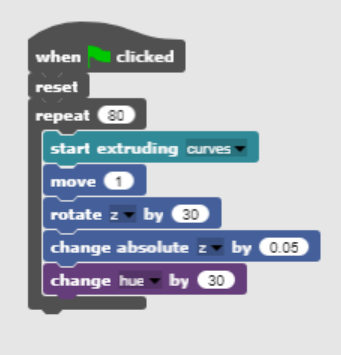 when clicked
reset
repeat 80
start extruding curves
move 1
rotate z by 30
change absolute z by 0.05
change hue by 30